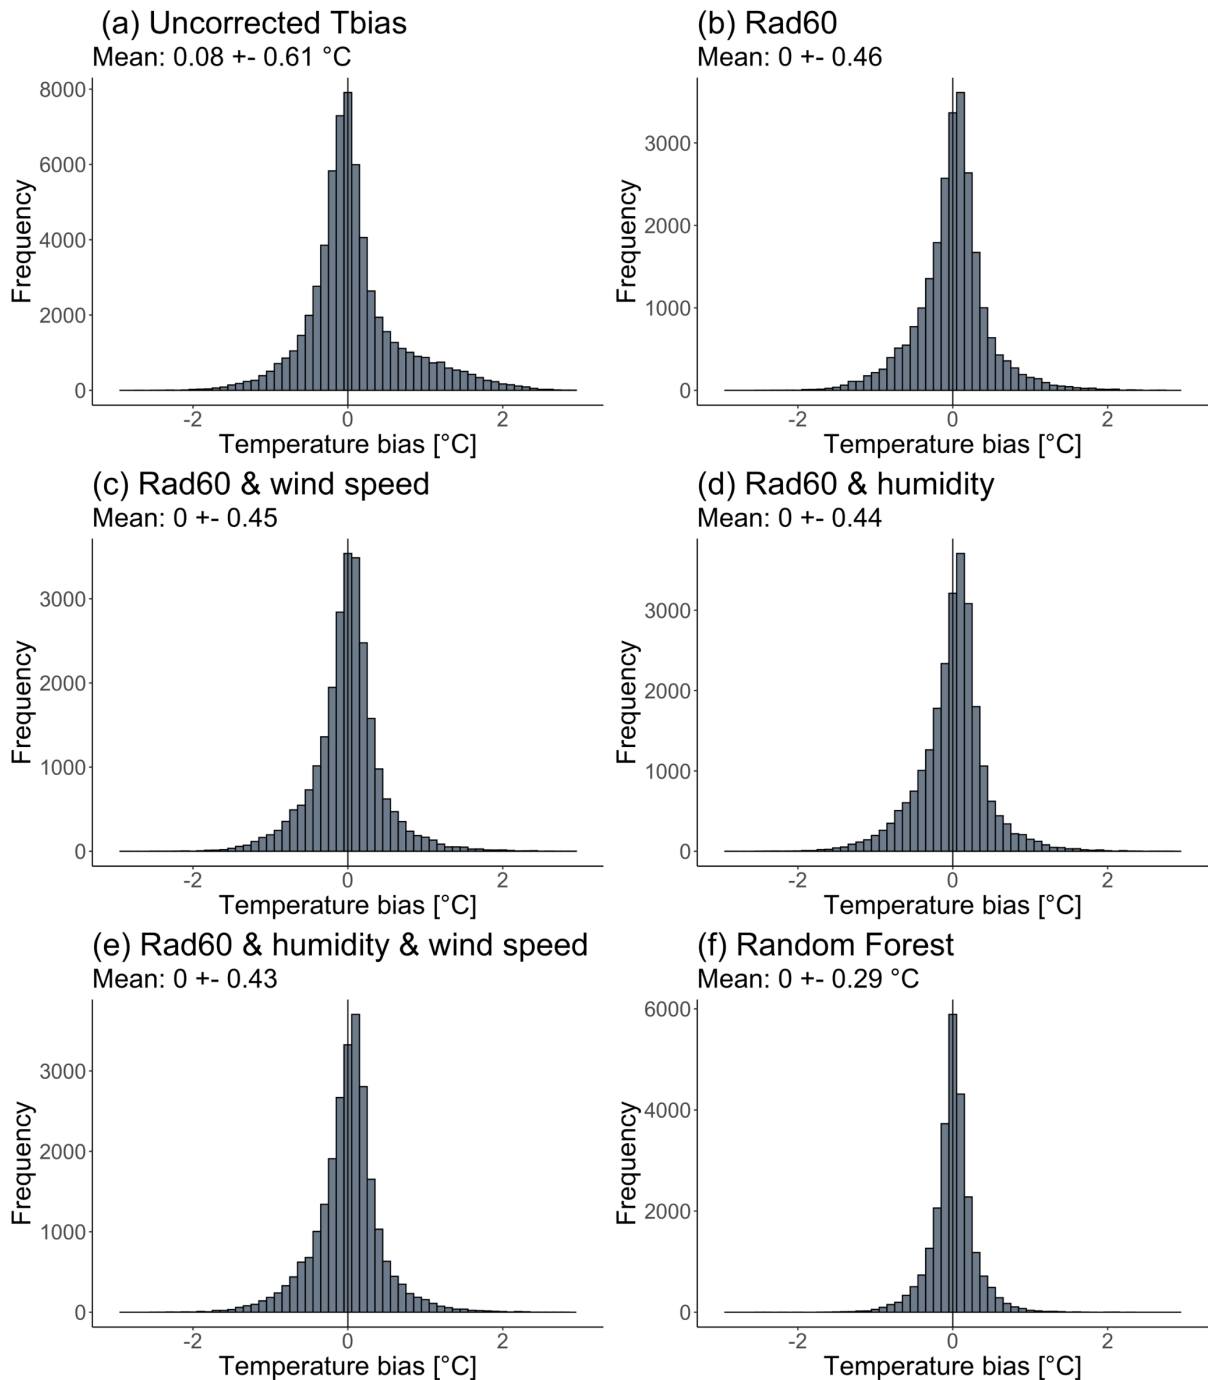 (a) Uncorrected Tbias
Mean: 0.08 +- 0.61 °C
8000
6000
4000
2000
0
Frequency
-2 0 2
Temperature bias [°C]
(b) Rad60
Mean: 0 +- 0.46
3000
2000
1000
0
Frequency
-2 0 2
Temperature bias [°C]
(c) Rad60 & wind speed
Mean: 0 +- 0.45
3000
2000
1000
0
Frequency
-2 0 2
Temperature bias [°C]
(d) Rad60 & humidity
Mean: 0 +- 0.44
3000
2000
1000
0
Frequency
-2 0 2
Temperature bias [°C]
(e) Rad60 & humidity & wind speed
Mean: 0 +- 0.43
3000
2000
1000
0
Frequency
-2 0 2
Temperature bias [°C]
(f) Random Forest
Mean: 0 +- 0.29 °C
6000
4000
2000
0
Frequency
-2 0 2
Temperature bias [°C]